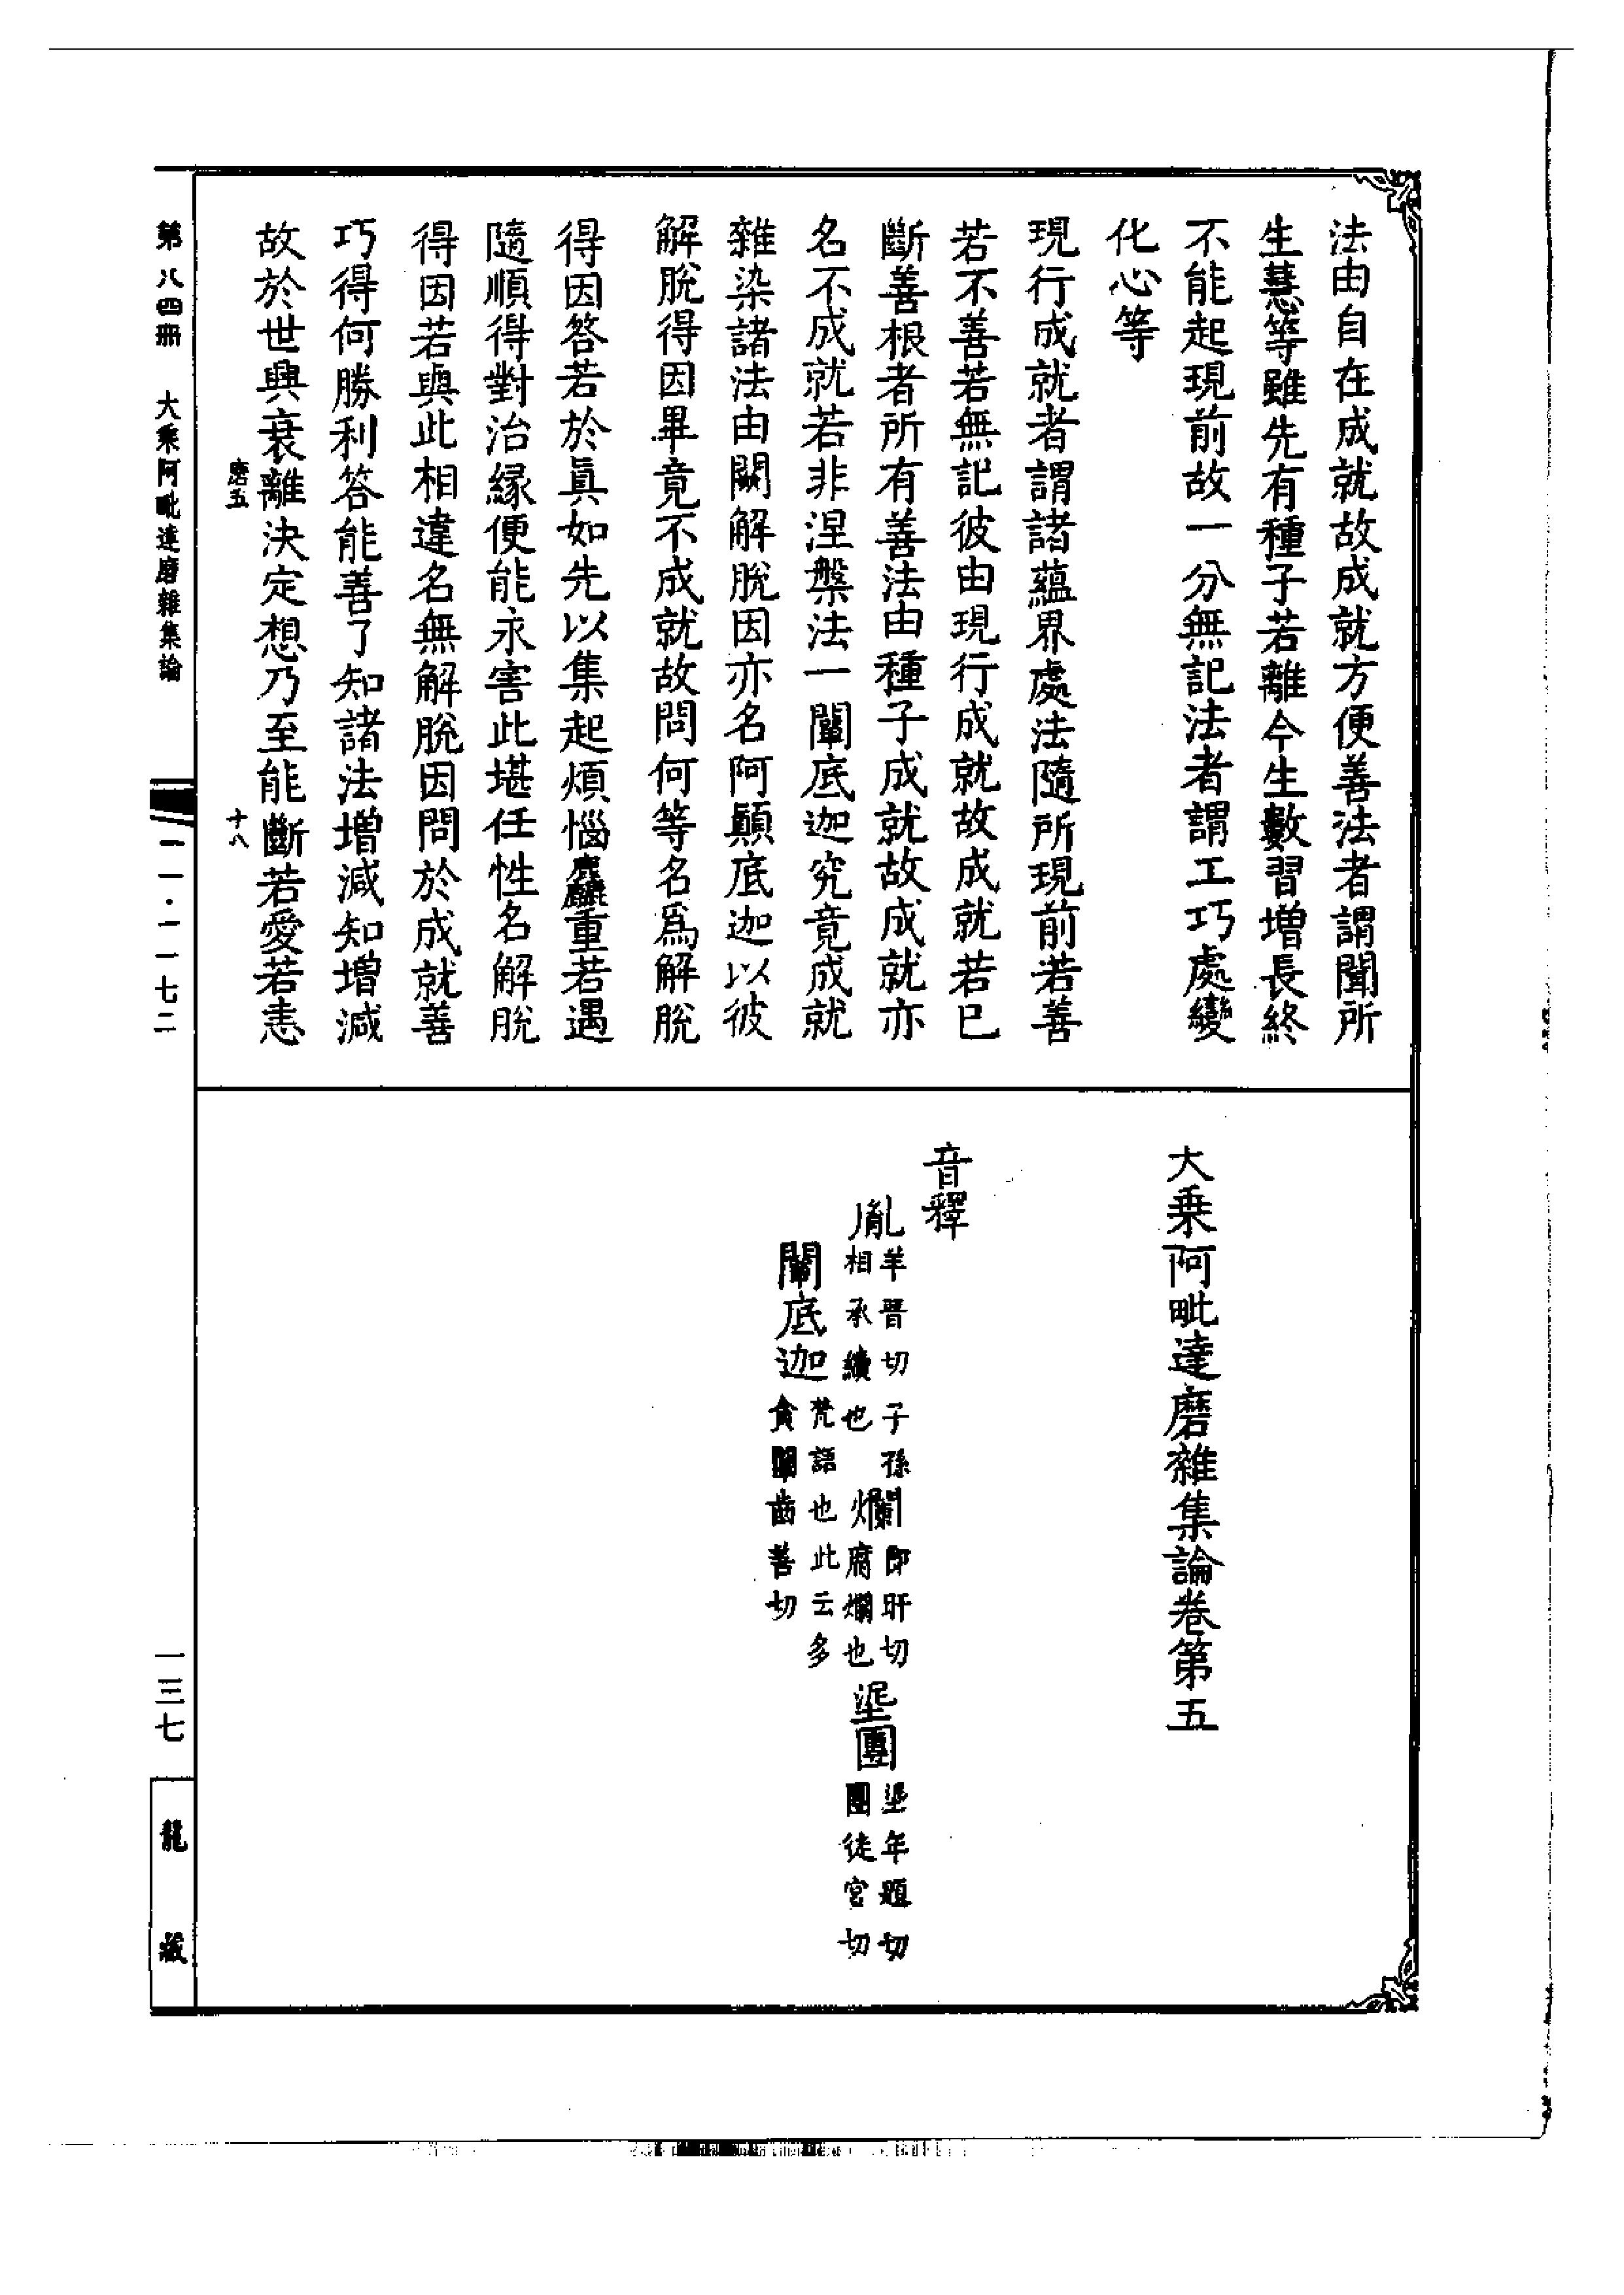 法由自在成就故成就方便善法者謂聞所
生慧等雖先有種子若離今生數習增長終
不能起現前故一分無記法者謂工巧處變
化心等
現行成就者謂諸蘊界處法隨所現前若善
若不善若無記彼由現行成就故成就若已
斷善根者所有善法由種子成就故成就亦
名不成就若非涅槃法一闡底迦究竟成就
雜染諸法由闕解脫因亦名阿顚底迦以彼
解脫得因畢竟不成就故問何等名爲解脫
得因答若於眞如先以集起煩惱麤重若遇
隨順得對治緣便能永害此堪任性名解脫
得因若與此相違名無解脫因問於成就善
巧得何勝利答能善了知諸法增減知增減
故於世興衰離決定想乃至能斷若愛若恚
磨五
十八
大乘阿毗達磨雜集論卷第五
音釋
胤
羊晉切子孫
相承續也
爛
郎肝切
腐爛也
埿團
埿年題切
團徒官切
闡底迦
梵語也此云多
貪闡齒善切
第八四冊
大乘阿毗達磨雜集論
二一·一一七二
一三七
龍藏